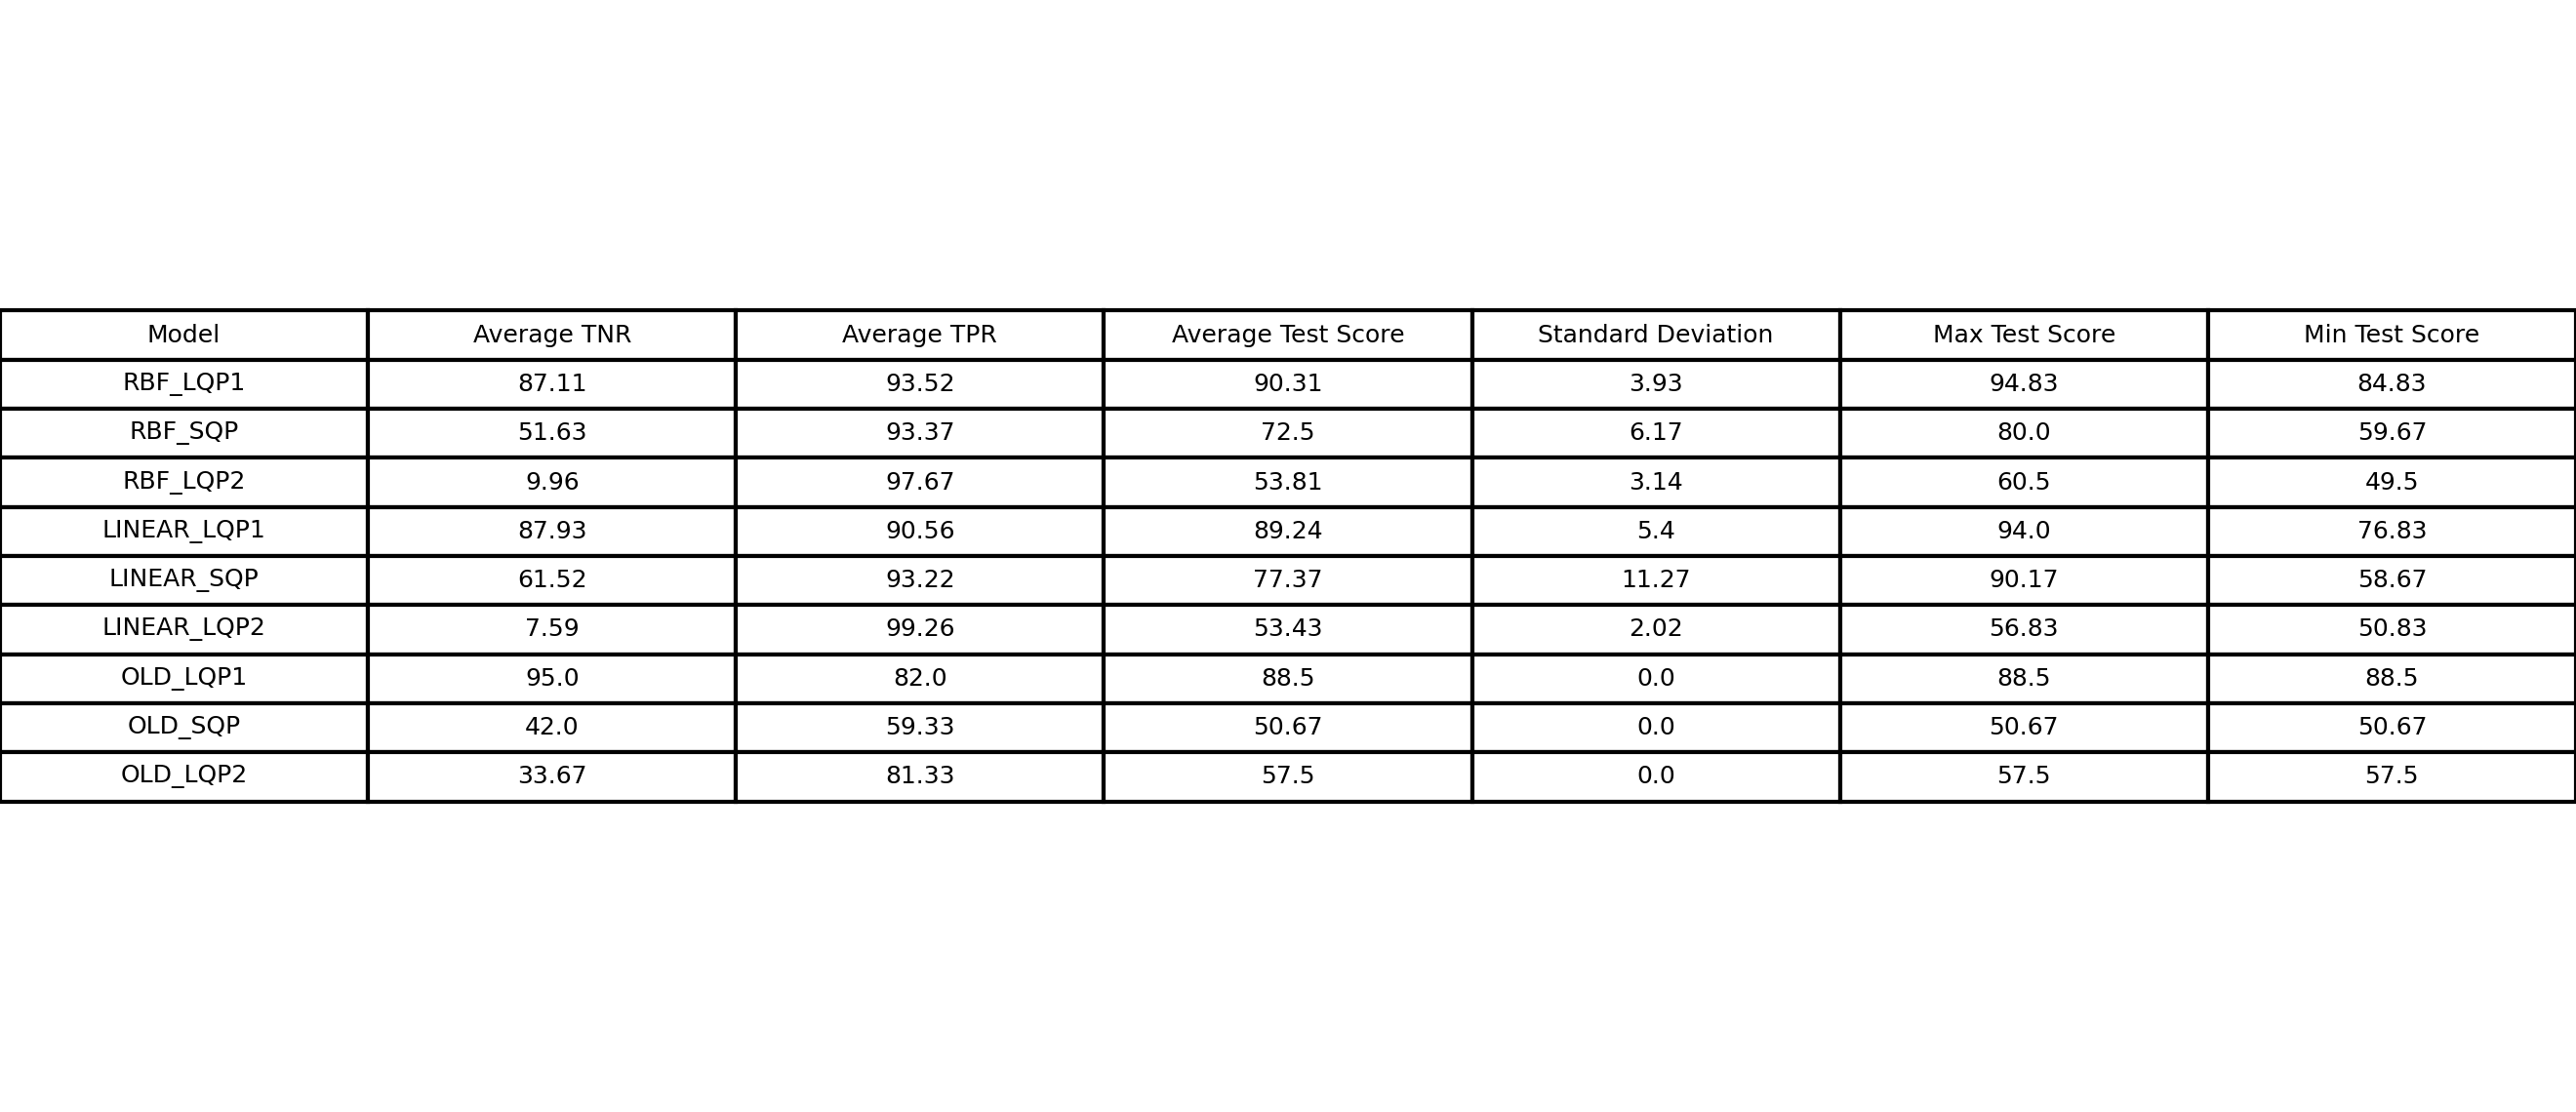 Model Average TNR Average TPR Average Test Score Standard Deviation Max Test Score Min Test Score
RBF_LQP1 87.11 93.52 90.31 3.93 94.83 84.83
RBF_SQP 51.63 93.37 72.5 6.17 80.0 59.67
RBF_LQP2 9.96 97.67 53.81 3.14 60.5 49.5
LINEAR_LQP1 87.93 90.56 89.24 5.4 94.0 76.83
LINEAR_SQP 61.52 93.22 77.37 11.27 90.17 58.67
LINEAR_LQP2 7.59 99.26 53.43 2.02 56.83 50.83
OLD_LQP1 95.0 82.0 88.5 0.0 88.5 88.5
OLD_SQP 42.0 59.33 50.67 0.0 50.67 50.67
OLD_LQP2 33.67 81.33 57.5 0.0 57.5 57.5